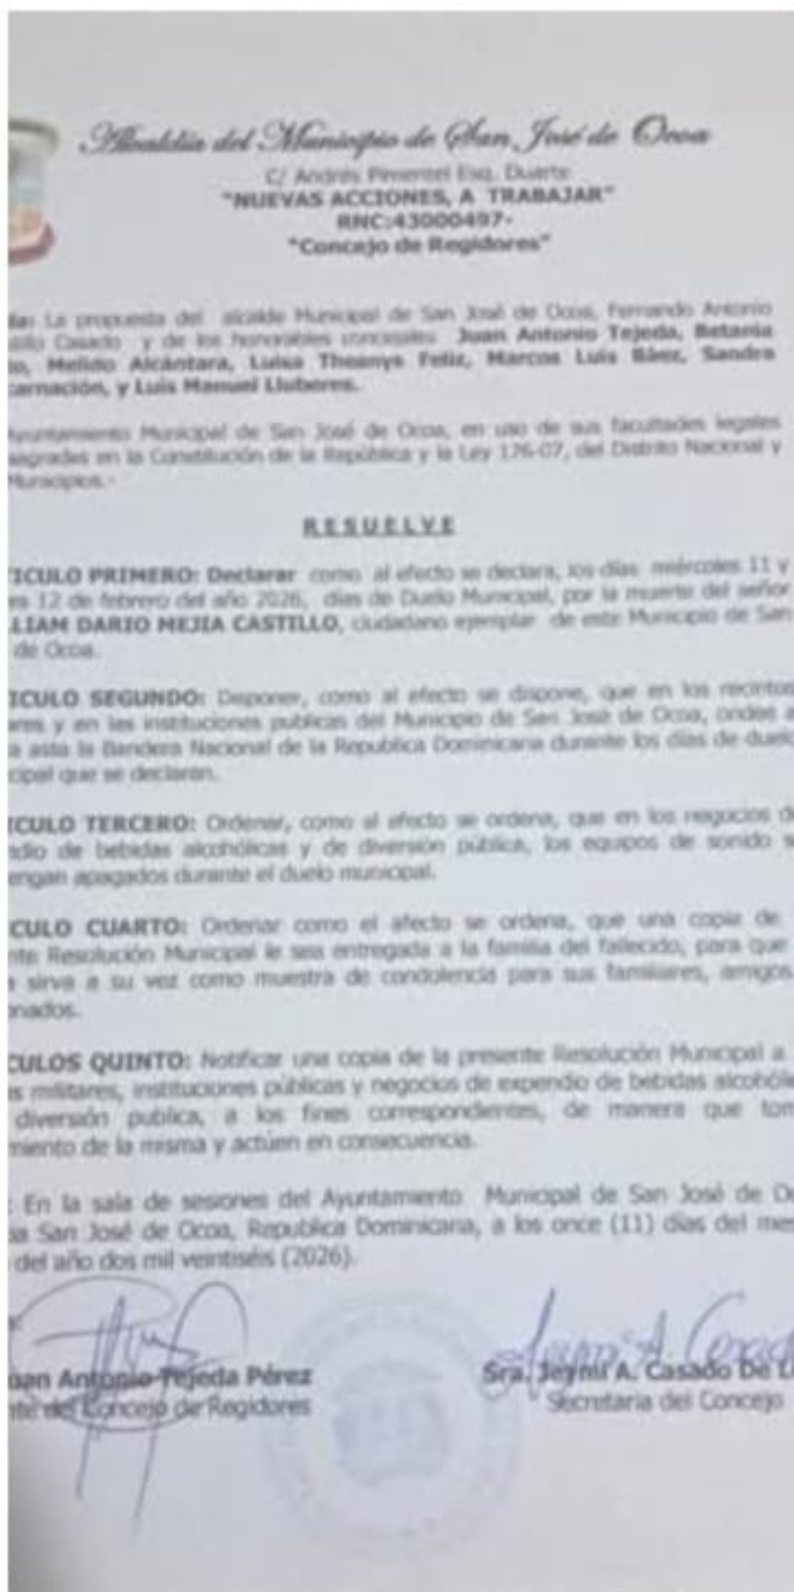 Alcaldía del Municipio de San José de Ocoa
C/ Andrés Pimentel Esq. Duarte
"NUEVAS ACCIONES, A TRABAJAR"
RNC:43000497-
"Concejo de Regidores"
La propuesta del alcalde Municipal de San José de Ocoa, Fernando Antonio
Casado y de los honorables concejales Juan Antonio Tejeda, Betania
Melido Alcántara, Luisa Theanys Feliz, Marcos Luis Báez, Sandra
carnación, y Luis Manuel Lluberes.
Ayuntamiento Municipal de San José de Ocoa, en uso de sus facultades legales
sagradas en la Constitución de la República y la Ley 176-07, del Distrito Nacional y
Municipios.-
RESUELVE
ICULO PRIMERO: Declarar como al efecto se declara, los días miércoles 11 y
es 12 de febrero del año 2026, días de Duelo Municipal, por la muerte del señor
LLIAM DARIO MEJIA CASTILLO, ciudadano ejemplar de este Municipio de San
de Ocoa.
ICULO SEGUNDO: Disponer, como al efecto se dispone, que en los recintos
ares y en las instituciones publicas del Municipio de San José de Ocoa, ondee a
a asta la Bandera Nacional de la Republica Dominicana durante los días de duelo
cipal que se declaran.
ICULO TERCERO: Ordenar, como al efecto se ordena, que en los negocios de
dio de bebidas alcohólicas y de diversión pública, los equipos de sonido se
engan apagados durante el duelo municipal.
CULO CUARTO: Ordenar como el afecto se ordena, que una copia de
nte Resolución Municipal le sea entregada a la familia del fallecido, para que
sirva a su vez como muestra de condolencia para sus familiares, amigos
onados.
CULOS QUINTO: Notificar una copia de la presente Resolución Municipal a
s militares, instituciones públicas y negocios de expendio de bebidas alcohóli
diversión publica, a los fines correspondientes, de manera que tom
miento de la misma y actúen en consecuencia.
: En la sala de sesiones del Ayuntamiento Municipal de San José de Oc
ia San José de Ocoa, Republica Dominicana, a los once (11) días del mes
del año dos mil veintiséis (2026).
uan Antonio Tejeda Pérez
nte del Concejo de Regidores
Sra. Jeymi A. Casado De L
Secretaria del Concejo